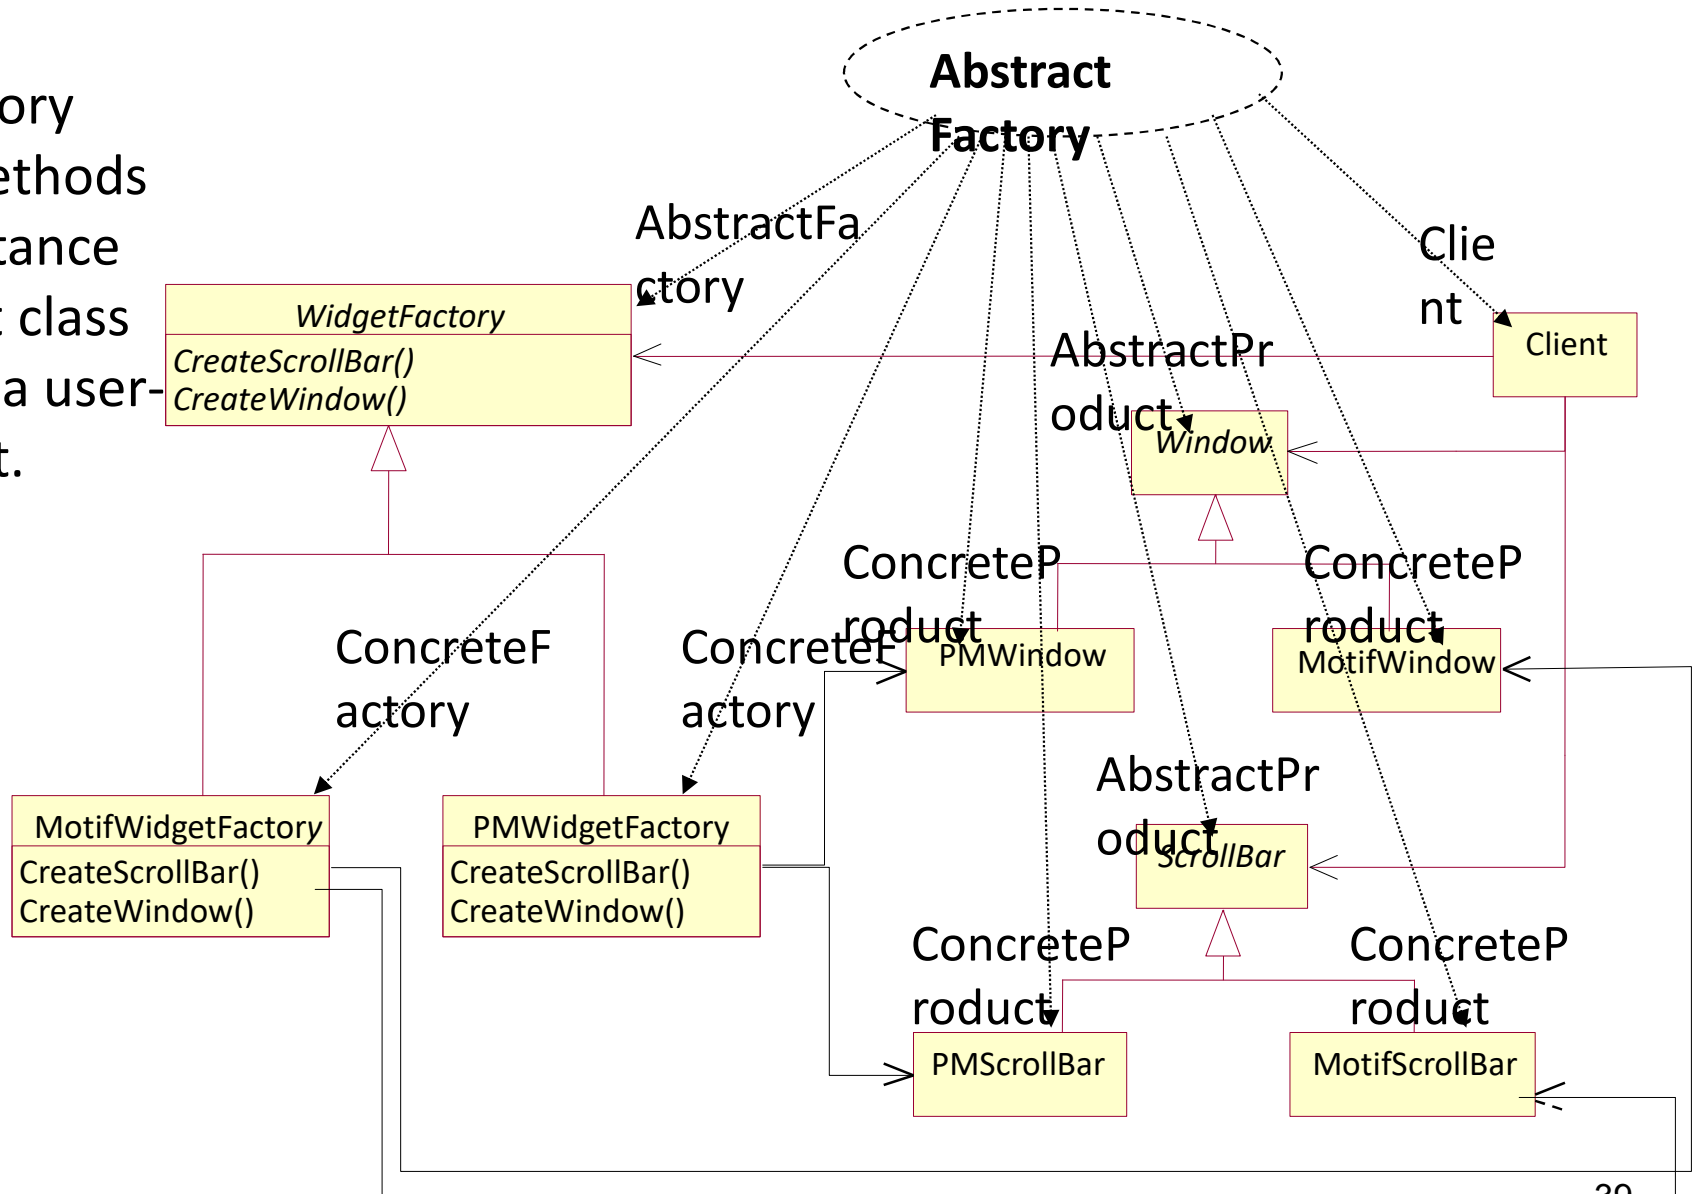 Abstract
Factory
ory
ethods
tance
t class
a user-
t.
AbstractFa
ctory
Clie
nt
WidgetFactory
CreateScrollBar()
CreateWindow()
Client
AbstractPr
oduct
Window
ConcreteP
roduct
ConcreteP
roduct
ConcreteF
actory
ConcreteF
actory
PMWindow
MotifWindow
AbstractPr
oduct
ScrollBar
MotifWidgetFactory
CreateScrollBar()
CreateWindow()
PMWidgetFactory
CreateScrollBar()
CreateWindow()
ConcreteP
roduct
ConcreteP
roduct
PMScrollBar
MotifScrollBar